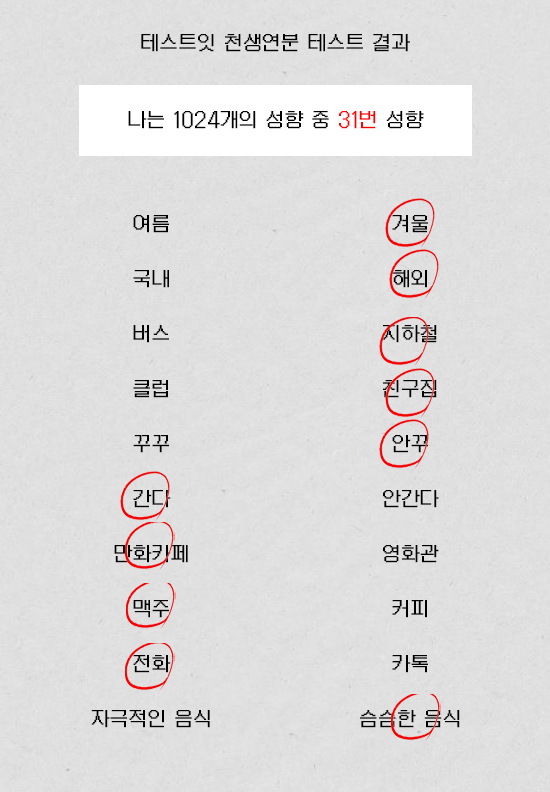 테스트잇 천생연분 테스트 결과
나는 1024개의 성향 중 31번 성향
여름 겨울
국내 해외
버스 지하철
클럽 친구집
꾸꾸 안꾸
간다 안간다
만화카페 영화관
맥주 커피
전화 카톡
자극적인 음식 슴슴한 음식